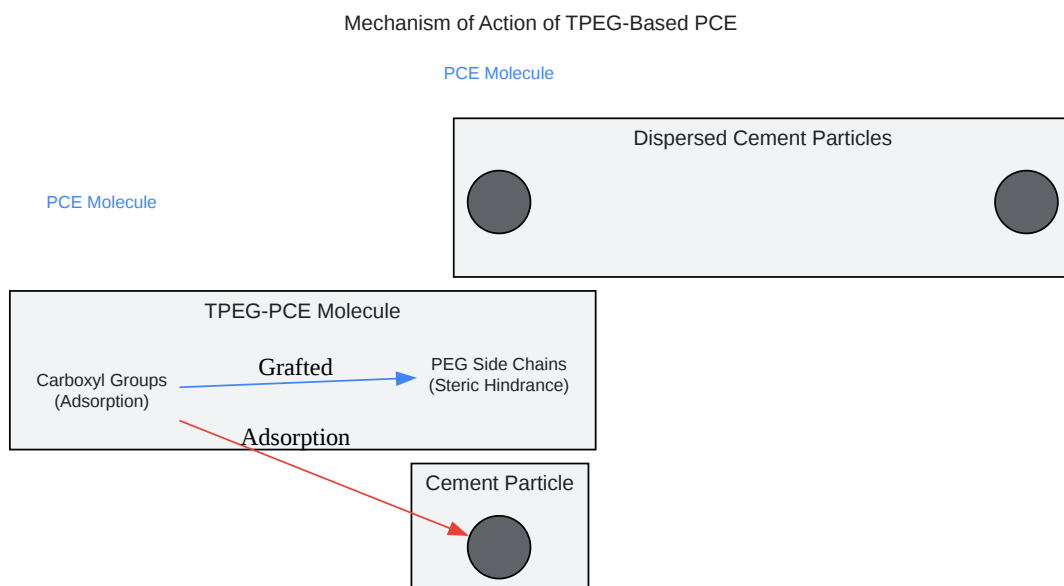 Mechanism of Action of TPEG-Based PCE
PCE Molecule
Dispersed Cement Particles
PCE Molecule
TPEG-PCE Molecule
Carboxyl Groups
(Adsorption)
Grafted
PEG Side Chains
(Steric Hindrance)
Adsorption
Cement Particle